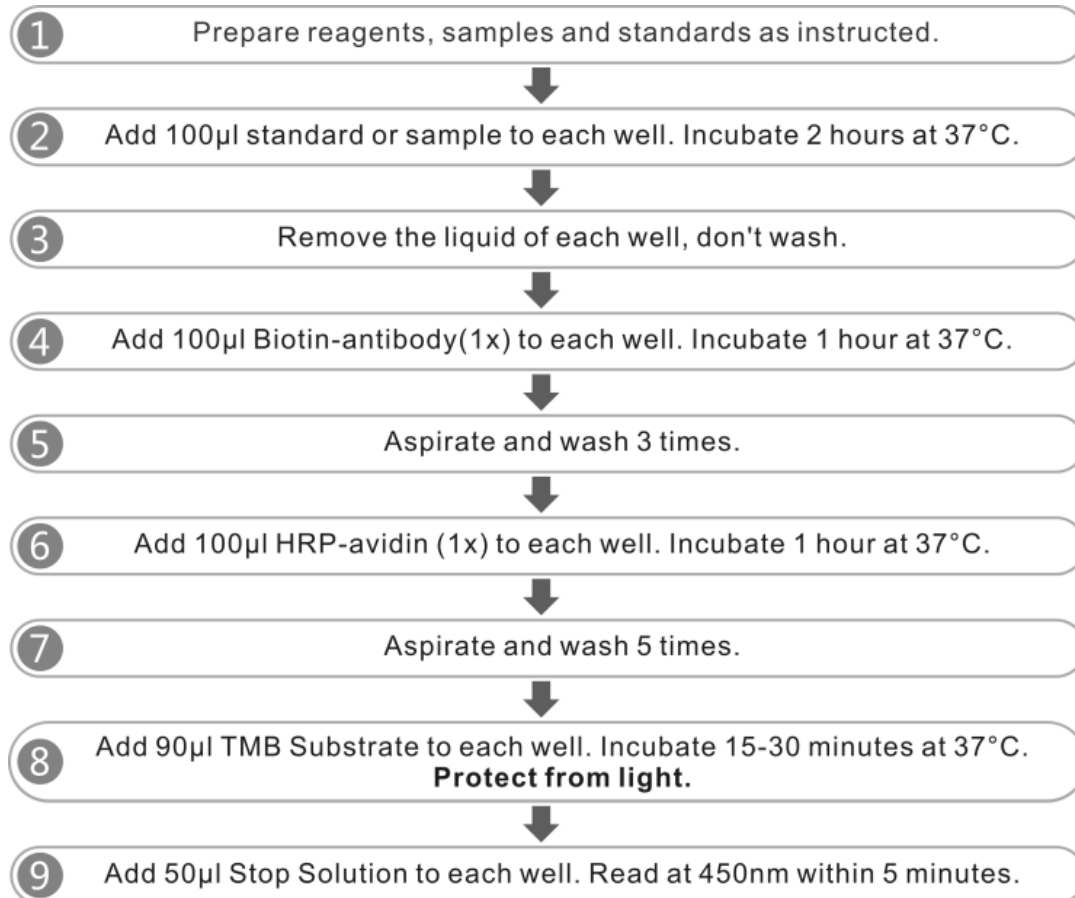 1 Prepare reagents, samples and standards as instructed.
2 Add 100µl standard or sample to each well. Incubate 2 hours at 37°C.
3 Remove the liquid of each well, don't wash.
4 Add 100µl Biotin-antibody(1x) to each well. Incubate 1 hour at 37°C.
5 Aspirate and wash 3 times.
6 Add 100µl HRP-avidin (1x) to each well. Incubate 1 hour at 37°C.
7 Aspirate and wash 5 times.
8 Add 90µl TMB Substrate to each well. Incubate 15-30 minutes at 37°C.
Protect from light.
9 Add 50µl Stop Solution to each well. Read at 450nm within 5 minutes.